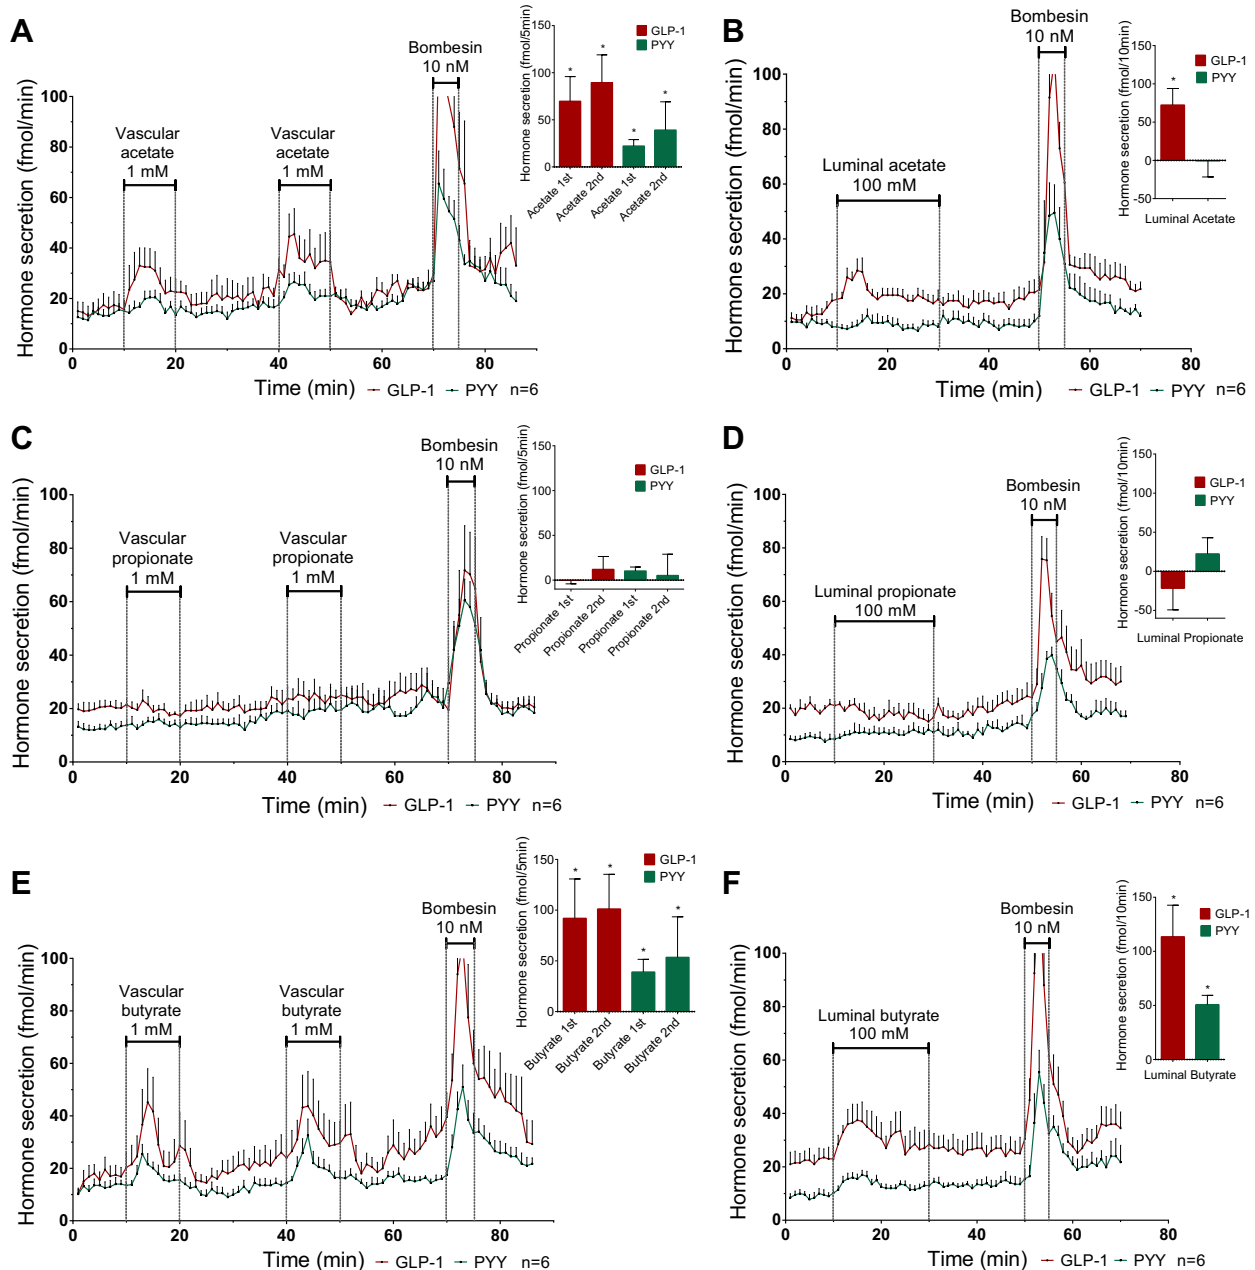 A
Hormone secretion (fmol/min)
100
80
60
40
20
0
0
20
40
60
80
Time (min)
GLP-1
PYY
n=6
Vascular
acetate
1 mM
Vascular
acetate
1 mM
Bombesin
10 nM
Hormone secretion (fmol/5min)
150
100
50
0
GLP-1
PYY
*
*
*
*
Acetate 1st
Acetate 2nd
Acetate 1st
Acetate 2nd
B
Hormone secretion (fmol/min)
100
80
60
40
20
0
0
20
40
60
80
Time (min)
GLP-1
PYY
n=6
Luminal acetate
100 mM
Bombesin
10 nM
Hormone secretion (fmol/10min)
150
100
50
0
-50
GLP-1
PYY
*
Luminal Acetate
C
Hormone secretion (fmol/min)
100
80
60
40
20
0
0
20
40
60
80
Time (min)
GLP-1
PYY
n=6
Vascular
propionate
1 mM
Vascular
propionate
1 mM
Bombesin
10 nM
Hormone secretion (fmol/5min)
150
100
50
0
GLP-1
PYY
Propionate 1st
Propionate 2nd
Propionate 1st
Propionate 2nd
D
Hormone secretion (fmol/min)
100
80
60
40
20
0
0
20
40
60
80
Time (min)
GLP-1
PYY
n=6
Luminal propionate
100 mM
Bombesin
10 nM
Hormone secretion (fmol/10min)
150
100
50
0
-50
GLP-1
PYY
Luminal Propionate
E
Hormone secretion (fmol/min)
100
80
60
40
20
0
0
20
40
60
80
Time (min)
GLP-1
PYY
n=6
Vascular
butyrate
1 mM
Vascular
butyrate
1 mM
Bombesin
10 nM
Hormone secretion (fmol/5min)
150
100
50
0
GLP-1
PYY
*
*
*
*
Butyrate 1st
Butyrate 2nd
Butyrate 1st
Butyrate 2nd
F
Hormone secretion (fmol/min)
100
80
60
40
20
0
0
20
40
60
80
Time (min)
GLP-1
PYY
n=6
Luminal butyrate
100 mM
Bombesin
10 nM
Hormone secretion (fmol/10min)
150
100
50
0
GLP-1
PYY
*
*
Luminal Butyrate